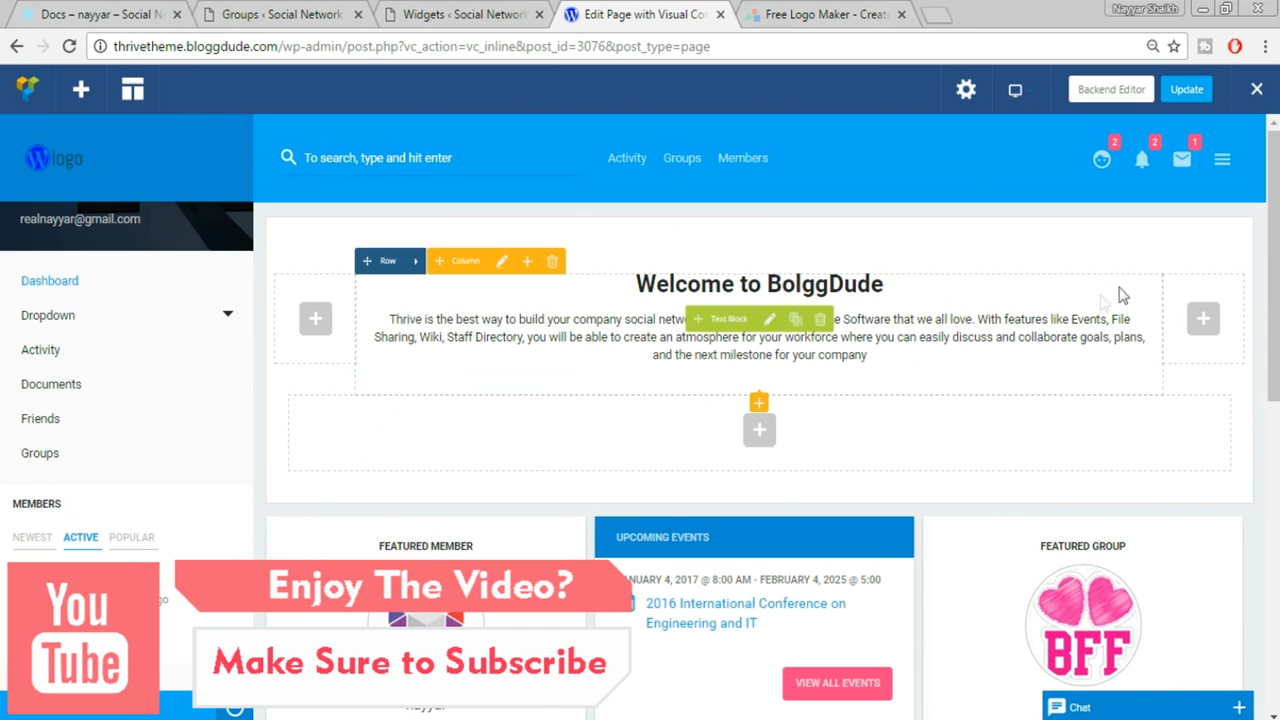 Docs – nayyar – Social N
Groups ‹ Social Network
Widgets ‹ Social Network
Edit Page with Visual Co
Free Logo Maker - Create
Nayyar Shaikh
thrivetheme.bloggdude.com/wp-admin/post.php?vc_action=vc_inline&post_id=3076&post_type=page
Backend Editor
Update
logo
To search, type and hit enter
Activity
Groups
Members
2
2
1
realnayyar@gmail.com
Row
Column
Welcome to BolggDude
Text Block
Thrive is the best way to build your company social netw e Software that we all love. With features like Events, File
Sharing, Wiki, Staff Directory, you will be able to create an atmosphere for your workforce where you can easily discuss and collaborate goals, plans,
and the next milestone for your company
Dashboard
Dropdown
Activity
Documents
Friends
Groups
MEMBERS
NEWEST
ACTIVE
POPULAR
go
FEATURED MEMBER
nayyar
UPCOMING EVENTS
ANUARY 4, 2017 @ 8:00 AM - FEBRUARY 4, 2025 @ 5:00
2016 International Conference on
Engineering and IT
VIEW ALL EVENTS
FEATURED GROUP
BFF
Chat
You
Tube
Enjoy The Video?
Make Sure to Subscribe